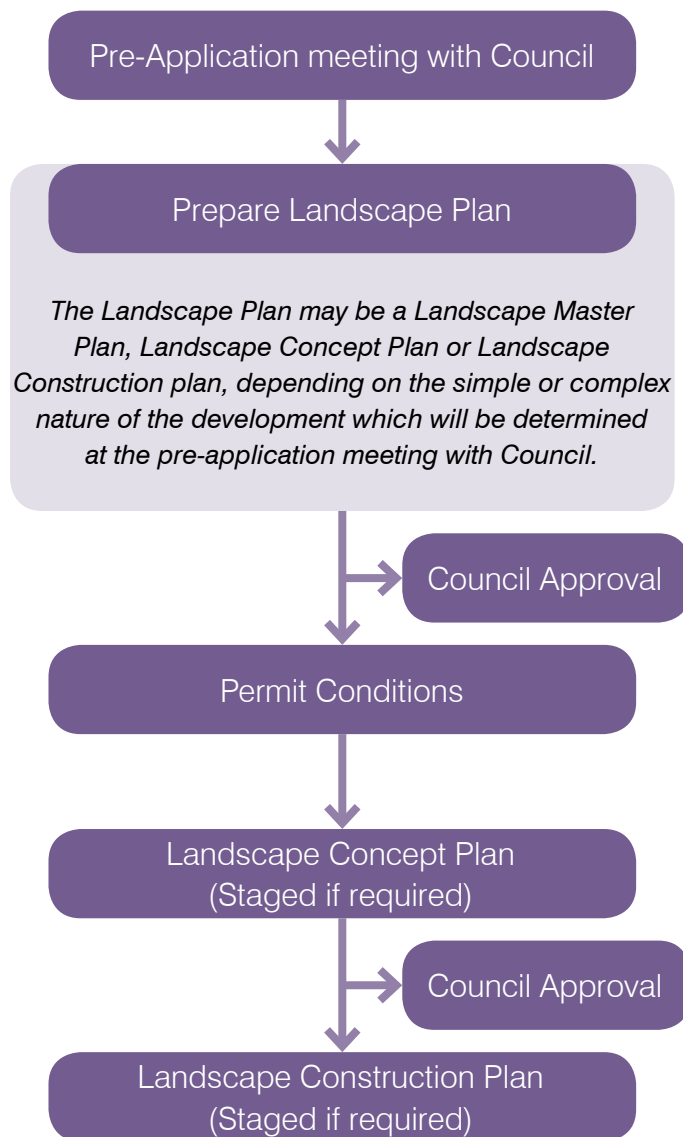 Pre-Application meeting with Council
Prepare Landscape Plan
The Landscape Plan may be a Landscape Master
Plan, Landscape Concept Plan or Landscape
Construction plan, depending on the simple or complex
nature of the development which will be determined
at the pre-application meeting with Council.
Council Approval
Permit Conditions
Landscape Concept Plan
(Staged if required)
Council Approval
Landscape Construction Plan
(Staged if required)